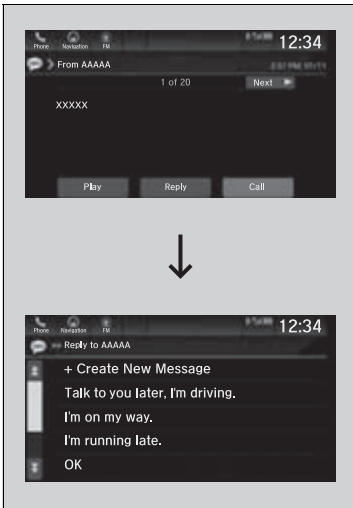 Phone Navigation FM
12:34
From AAAAA
1 of 20 Next
XXXXX
Play Reply Call
Phone Navigation FM
12:34
Reply to AAAAA
+ Create New Message
Talk to you later, I'm driving.
I'm on my way.
I'm running late.
OK